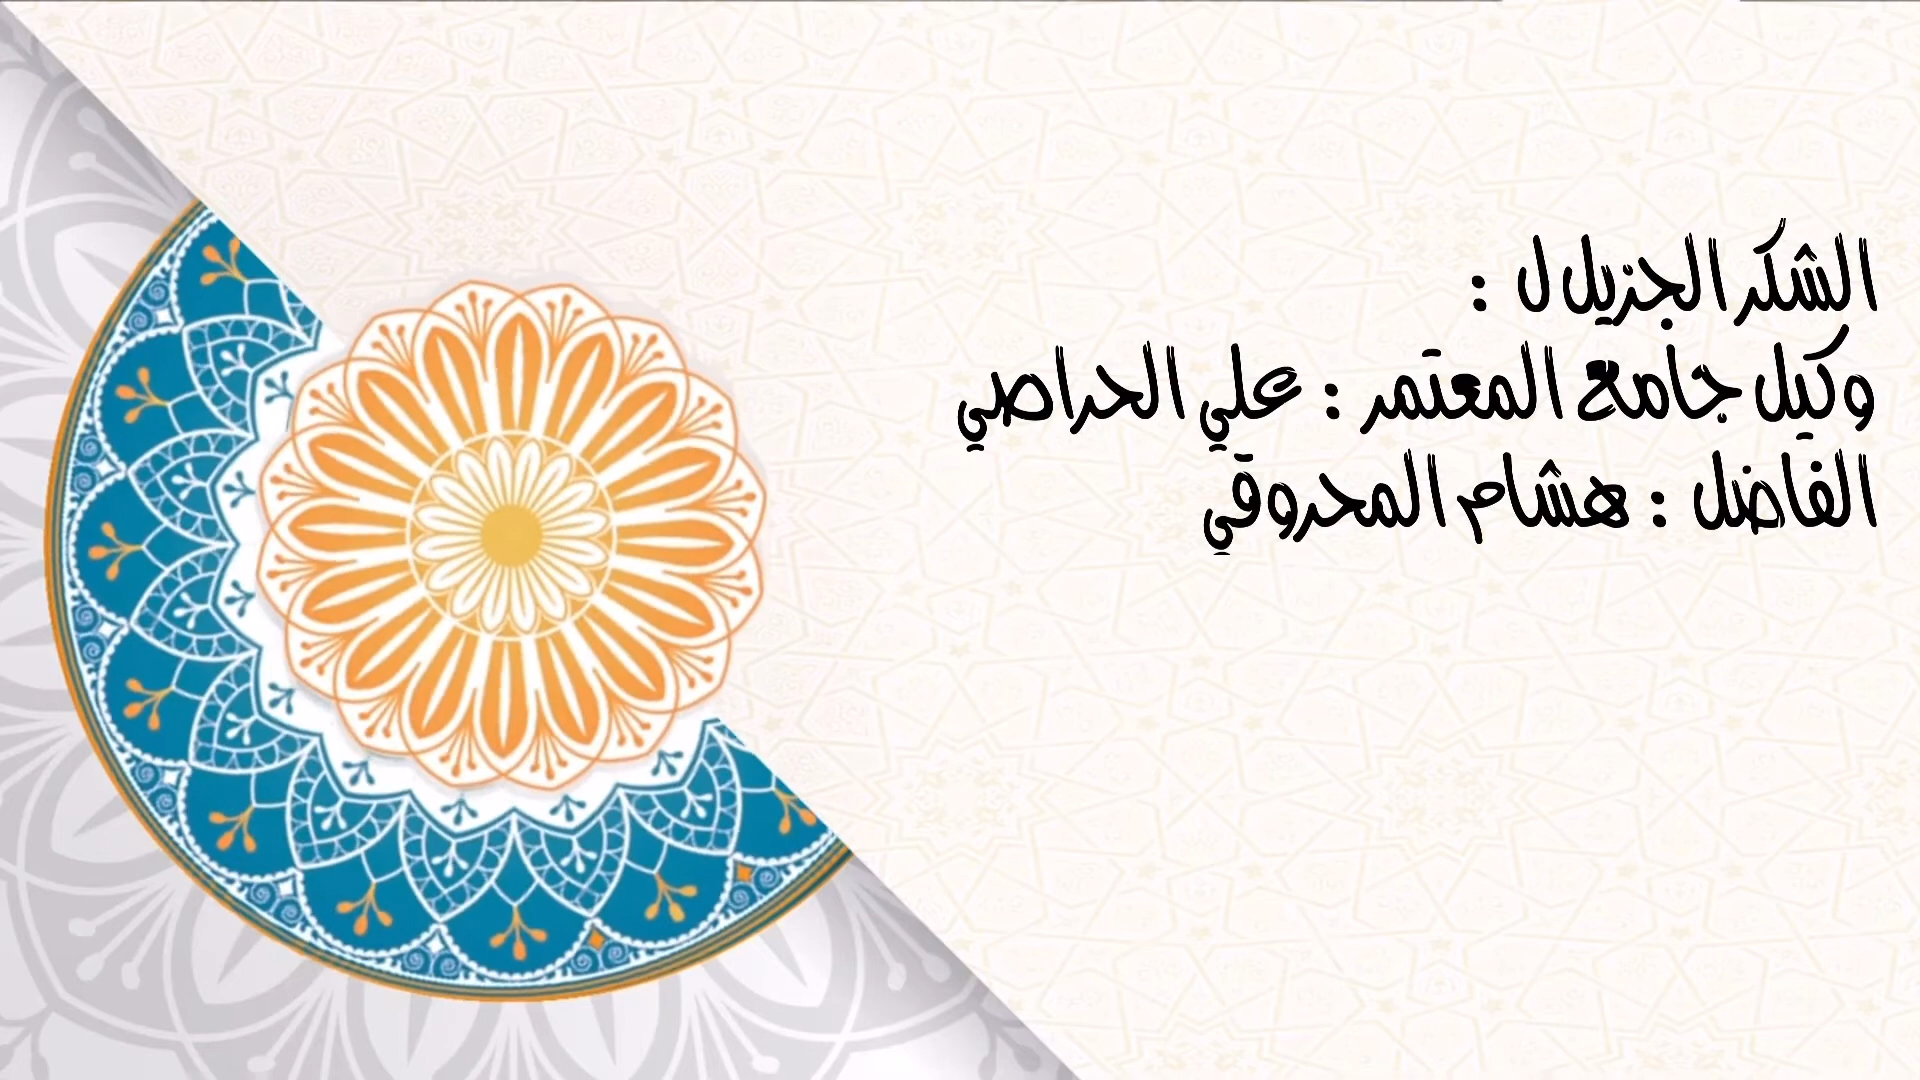 الشكر الجزيل ل :
وكيل جامع المعتمر : علي الحراصي
الفاضل : هشام المحروقي